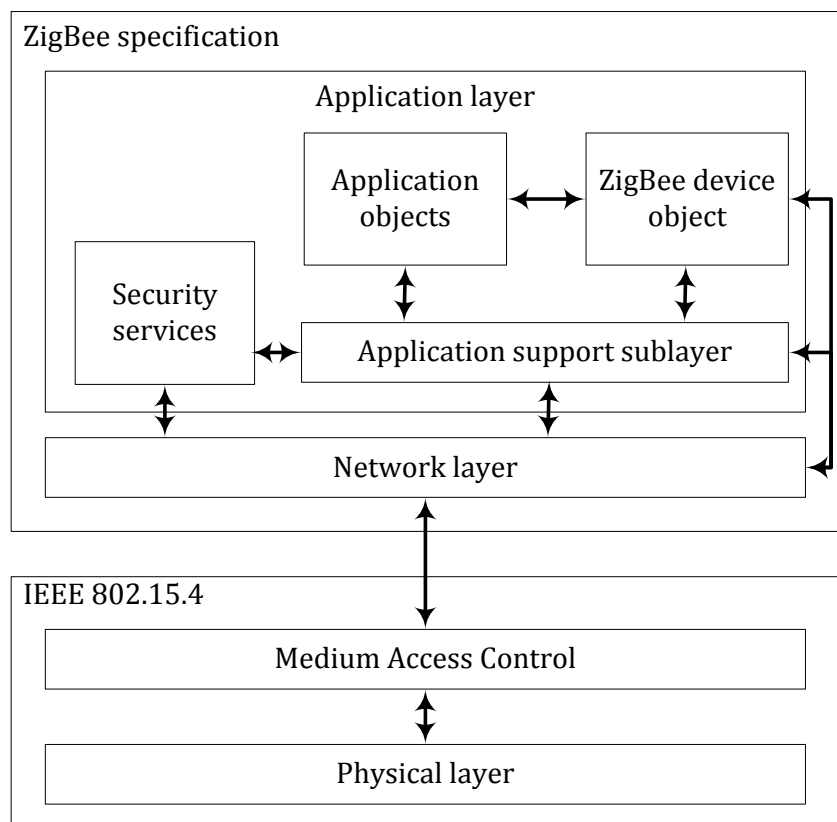 ZigBee specification
Application layer
Application
objects
ZigBee device
object
Security
services
Application support sublayer
Network layer
IEEE 802.15.4
Medium Access Control
Physical layer